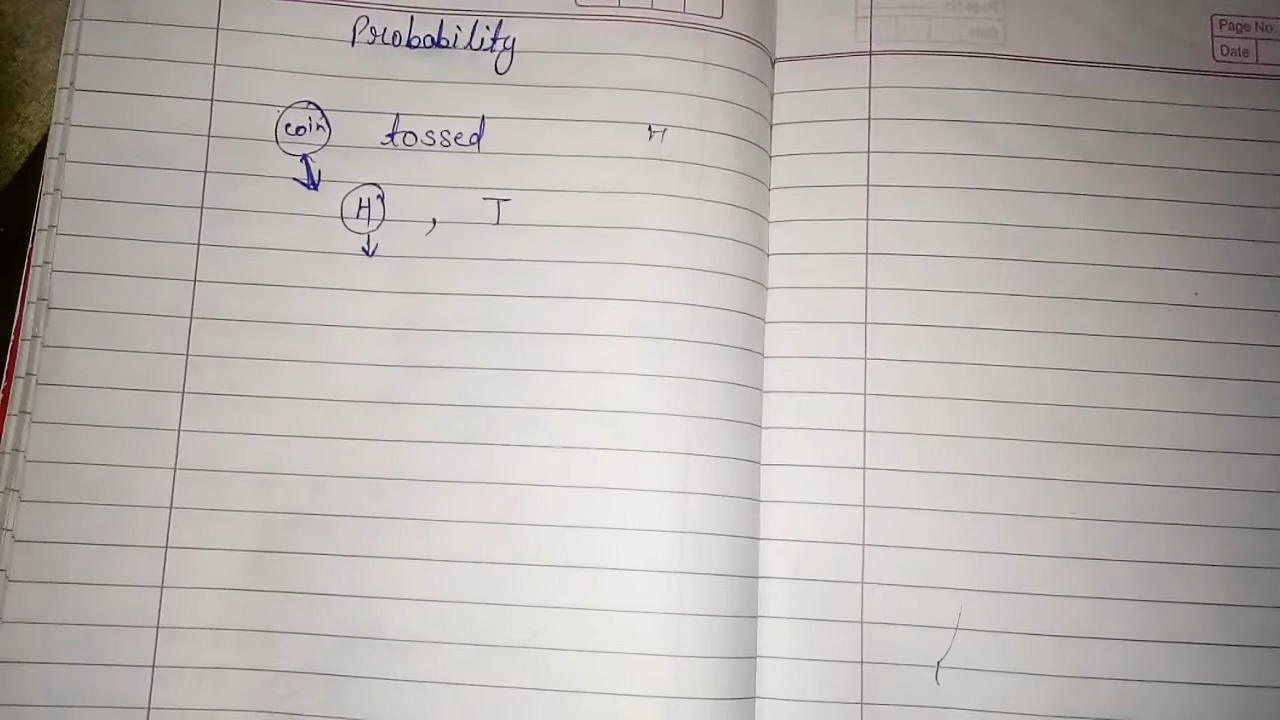 Probability
coin tossed H
H , T
Page No.
Date